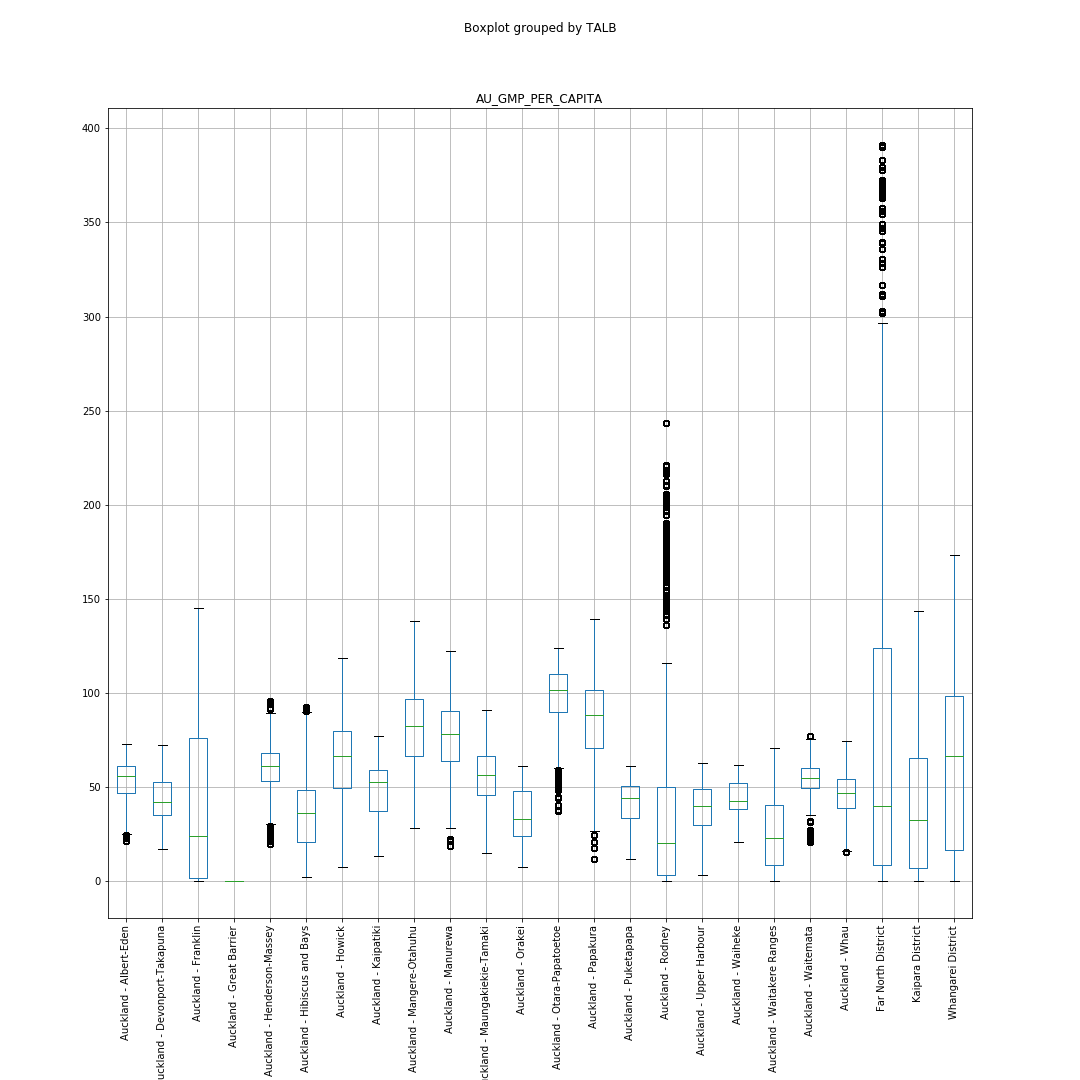 Boxplot grouped by TALB
AU_GMP_PER_CAPITA
400
350
300
250
200
150
100
50
0
Auckland - Albert-Eden
uckland - Devonport-Takapuna
Auckland - Franklin
Auckland - Great Barrier
Auckland - Henderson-Massey
Auckland - Hibiscus and Bays
Auckland - Howick
Auckland - Kaipatiki
Auckland - Mangere-Otahuhu
Auckland - Manurewa
ckland - Maungakiekie-Tamaki
Auckland - Orakei
Auckland - Otara-Papatoetoe
Auckland - Papakura
Auckland - Puketapapa
Auckland - Rodney
Auckland - Upper Harbour
Auckland - Waiheke
Auckland - Waitakere Ranges
Auckland - Waitemata
Auckland - Whau
Far North District
Kaipara District
Whangarei District